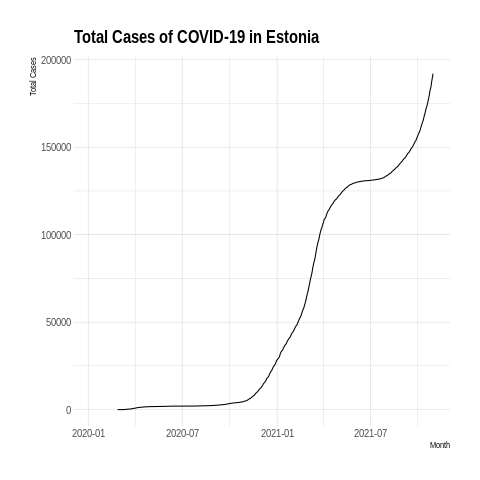 Total Cases of COVID-19 in Estonia
Total Cases
200000
150000
100000
50000
0
2020-01 2020-07 2021-01 2021-07
Month